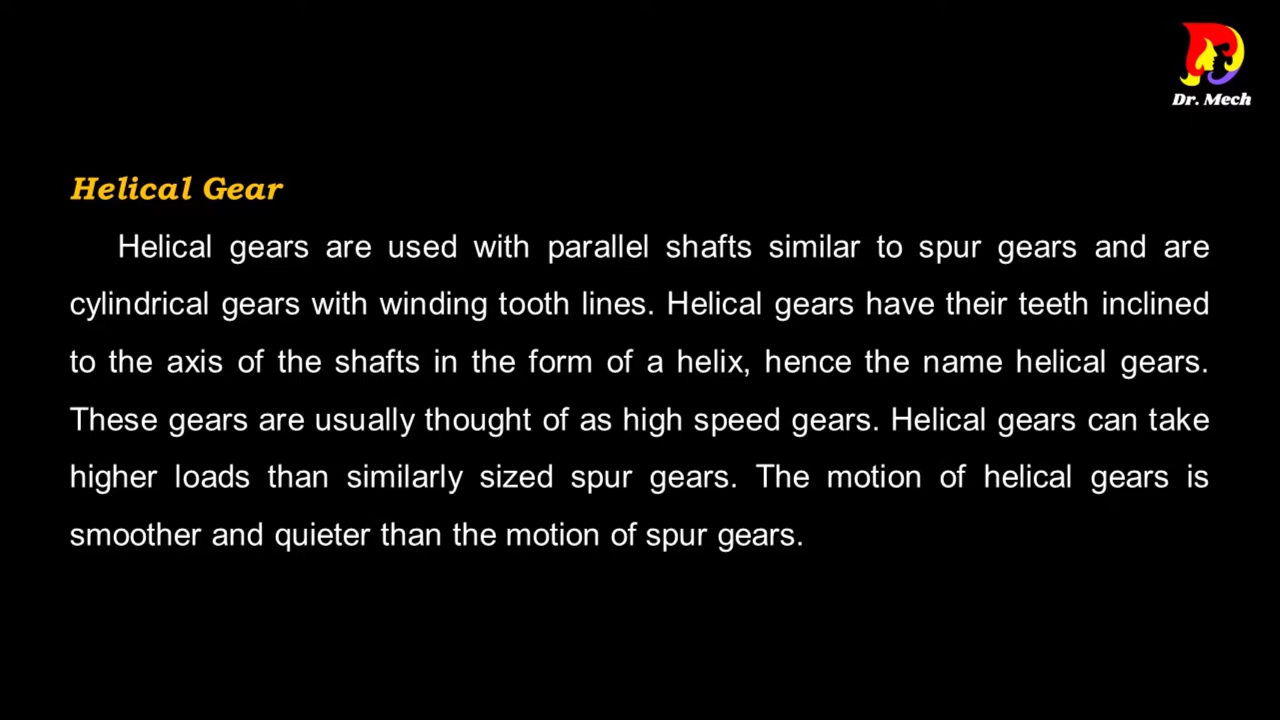 Dr. Mech
Helical Gear
Helical gears are used with parallel shafts similar to spur gears and are
cylindrical gears with winding tooth lines. Helical gears have their teeth inclined
to the axis of the shafts in the form of a helix, hence the name helical gears.
These gears are usually thought of as high speed gears. Helical gears can take
higher loads than similarly sized spur gears. The motion of helical gears is
smoother and quieter than the motion of spur gears.